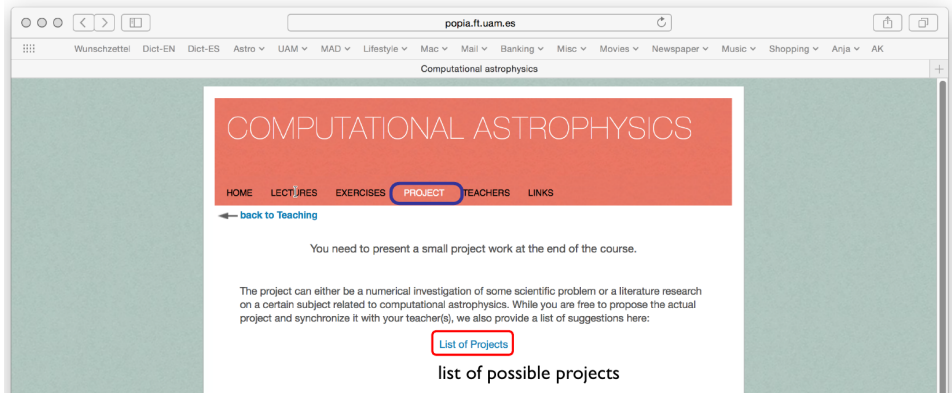 popia.ft.uam.es
Wunschzettel Dict-EN Dict-ES Astro UAM MAD Lifestyle Mac Mail Banking Misc Movies Newspaper Music Shopping Anja AK
Computational astrophysics
COMPUTATIONAL ASTROPHYSICS
HOME LECTURES EXERCISES PROJECT TEACHERS LINKS
back to Teaching
You need to present a small project work at the end of the course.
The project can either be a numerical investigation of some scientific problem or a literature research
on a certain subject related to computational astrophysics. While you are free to propose the actual
project and synchronize it with your teacher(s), we also provide a list of suggestions here:
List of Projects
list of possible projects